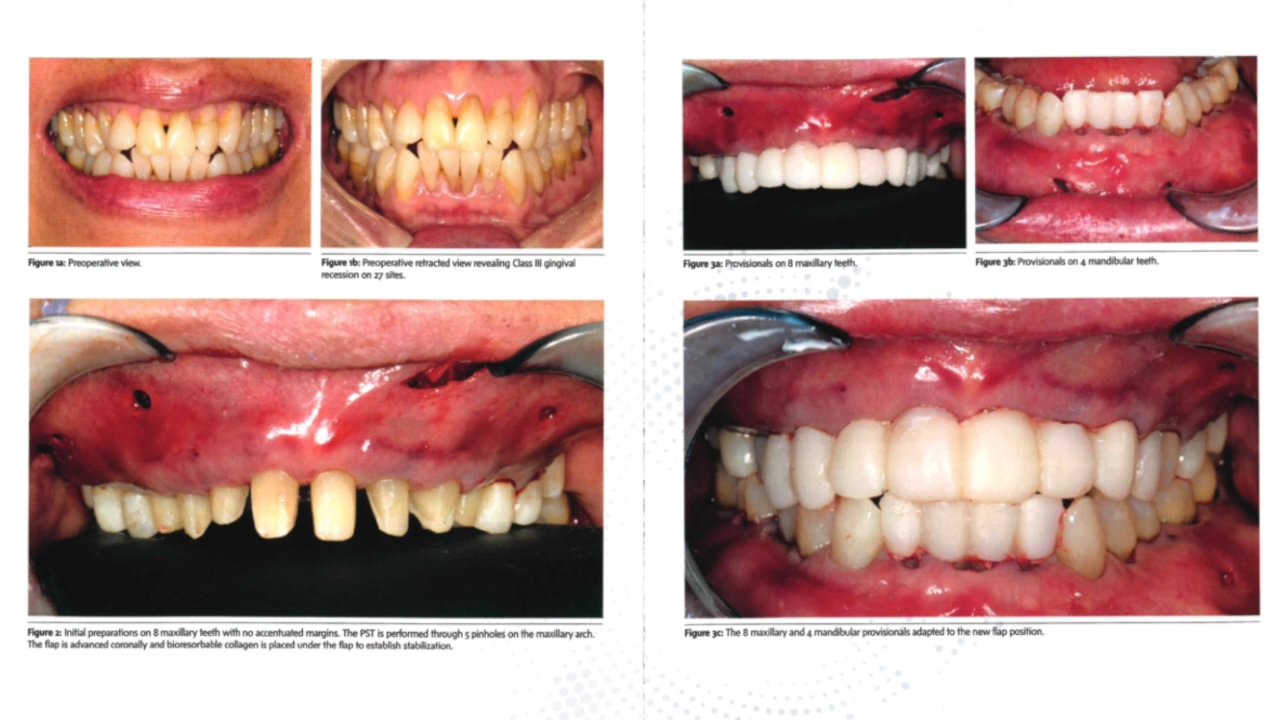 Figure 1a: Preoperative view.
Figure 1b: Preoperative retracted view revealing Class III gingival
recession on 27 sites.
Figure 2: Initial preparations on 8 maxillary teeth with no accentuated margins. The PST is performed through 5 pinholes on the maxillary arch.
The flap is advanced coronally and bioresorbable collagen is placed under the flap to establish stabilization.
Figure 3a: Provisionals on 8 maxillary teeth.
Figure 3b: Provisionals on 4 mandibular teeth.
Figure 3c: The 8 maxillary and 4 mandibular provisionals adapted to the new flap position.